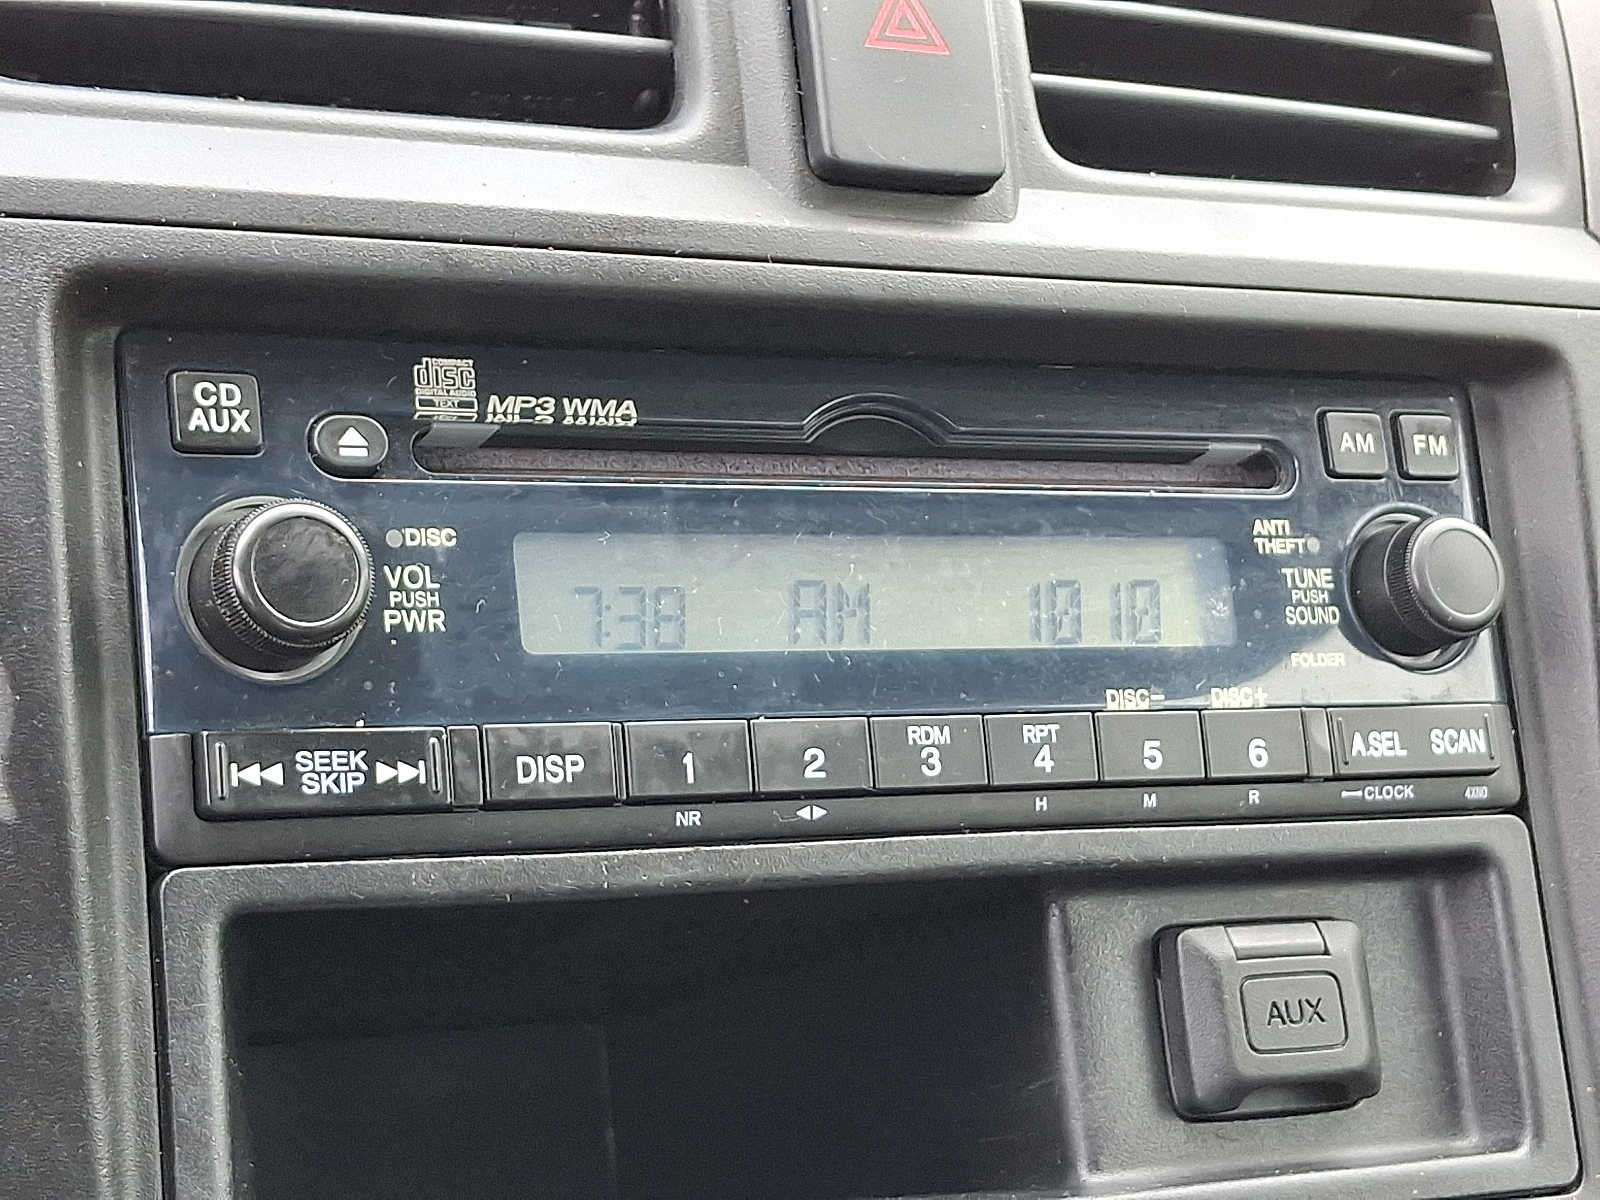 CD
AUX
COMPACT
disc
DIGITAL AUDIO
TEXT
MP3 WMA
AM
FM
DISC
VOL
PUSH
PWR
7:38 AM 1010
ANTI
THEFT
TUNE
PUSH
SOUND
FOLDER
DISC- DISC+
SEEK
SKIP
DISP
1
2
RDM
3
RPT
4
5
6
A.SEL SCAN
NR
H
M
R
CLOCK
4XN0
AUX